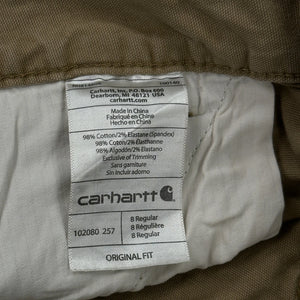 Carhartt, Inc. P.O. Box 600
Dearborn, MI 48121 USA
carhartt.com
Made in China
Fabriqué en China
Hecho en China
98% Cotton/2% Elastane (Spandex)
98% Coton/2% Élasthanne
98% Algodón/2% Elastano
Exclusive of Trimming
Sans garniture
Sin Incluir adorno
carhartt
102080 257
8 Regular
8 Régulière
8 Regular
ORIGINAL FIT